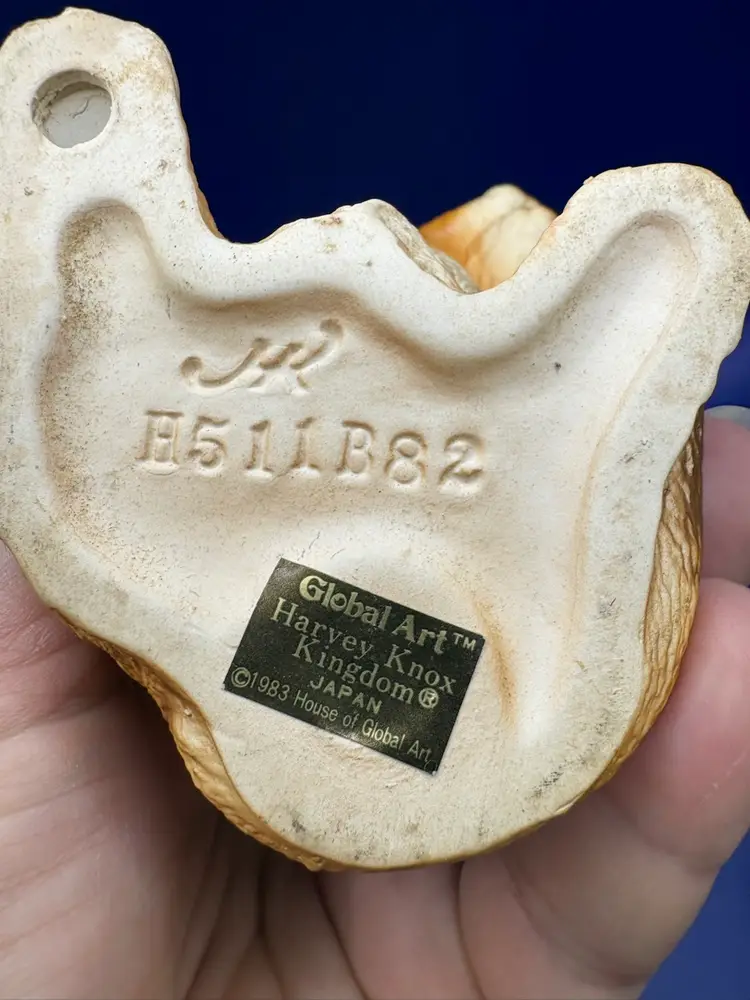 HK
H511B82
Global Art™
Harvey Knox
Kingdom®
JAPAN
©1983 House of Global Art